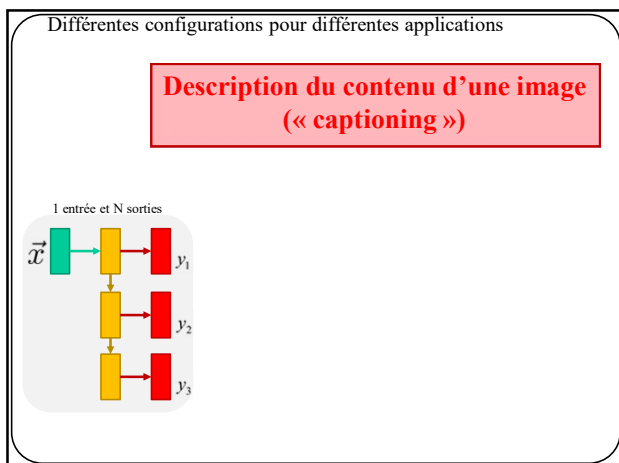 Différentes configurations pour différentes applications
Description du contenu d’une image
(« captioning »)
1 entrée et N sorties
x⃗
y₁
y₂
y₃